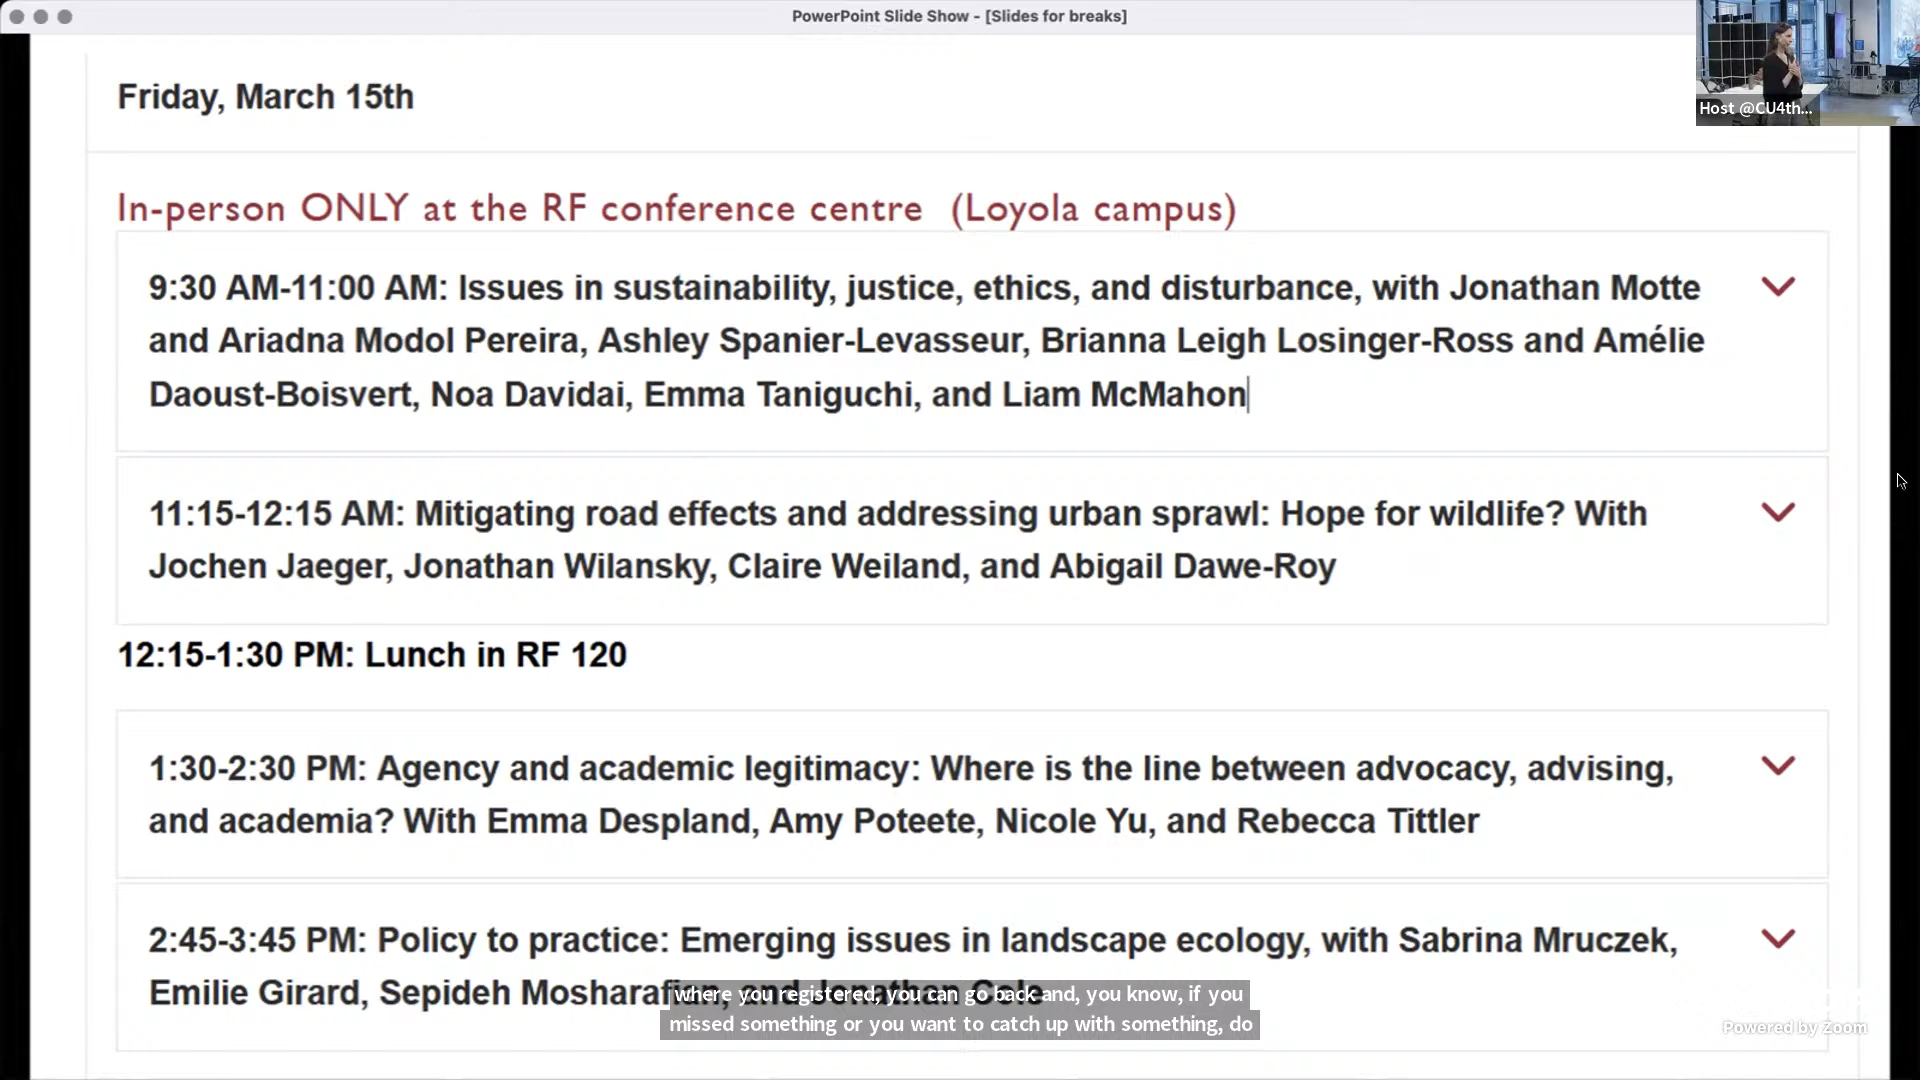 PowerPoint Slide Show - [Slides for breaks]
Host @CU4th...
Friday, March 15th
In-person ONLY at the RF conference centre (Loyola campus)
9:30 AM-11:00 AM: Issues in sustainability, justice, ethics, and disturbance, with Jonathan Motte
and Ariadna Modol Pereira, Ashley Spanier-Levasseur, Brianna Leigh Losinger-Ross and Amélie
Daoust-Boisvert, Noa Davidai, Emma Taniguchi, and Liam McMahon
11:15-12:15 AM: Mitigating road effects and addressing urban sprawl: Hope for wildlife? With
Jochen Jaeger, Jonathan Wilansky, Claire Weiland, and Abigail Dawe-Roy
12:15-1:30 PM: Lunch in RF 120
1:30-2:30 PM: Agency and academic legitimacy: Where is the line between advocacy, advising,
and academia? With Emma Despland, Amy Poteete, Nicole Yu, and Rebecca Tittler
2:45-3:45 PM: Policy to practice: Emerging issues in landscape ecology, with Sabrina Mruczek,
Emilie Girard, Sepideh Mosharafian, and Jonathan Cole
where you registered, you can go back and, you know, if you
missed something or you want to catch up with something, do
Powered by Zoom